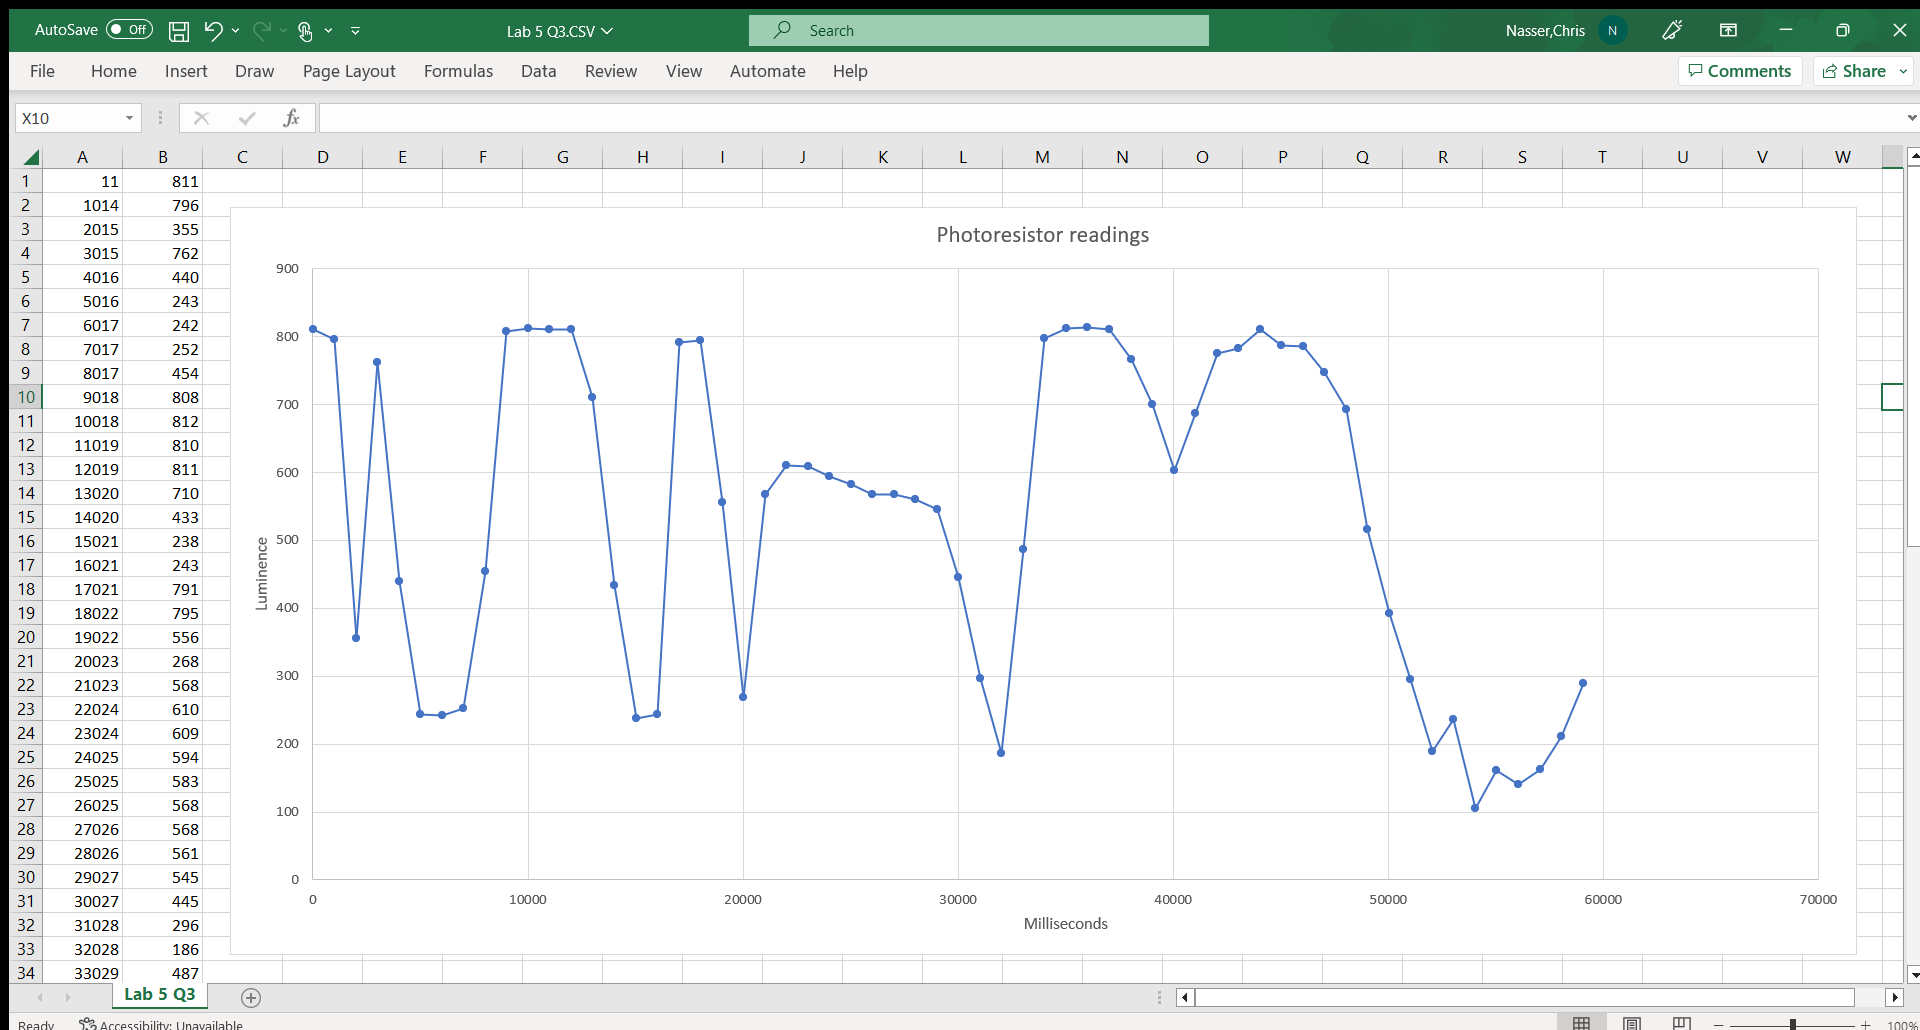 AutoSave Off Lab 5 Q3.CSV Search Nasser,Chris N
File Home Insert Draw Page Layout Formulas Data Review View Automate Help Comments Share
X10 fx
A B C D E F G H I J K L M N O P Q R S T U V W
1 11 811
2 1014 796
3 2015 355
4 3015 762
5 4016 440
6 5016 243
7 6017 242
8 7017 252
9 8017 454
10 9018 808
11 10018 812
12 11019 810
13 12019 811
14 13020 710
15 14020 433
16 15021 238
17 16021 243
18 17021 791
19 18022 795
20 19022 556
21 20023 268
22 21023 568
23 22024 610
24 23024 609
25 24025 594
26 25025 583
27 26025 568
28 27026 568
29 28026 561
30 29027 545
31 30027 445
32 31028 296
33 32028 186
34 33029 487
Photoresistor readings
900
800
700
600
500
400
300
200
100
0
Luminence
0 10000 20000 30000 40000 50000 60000 70000
Milliseconds
Lab 5 Q3
Ready Accessibility: Unavailable 100%